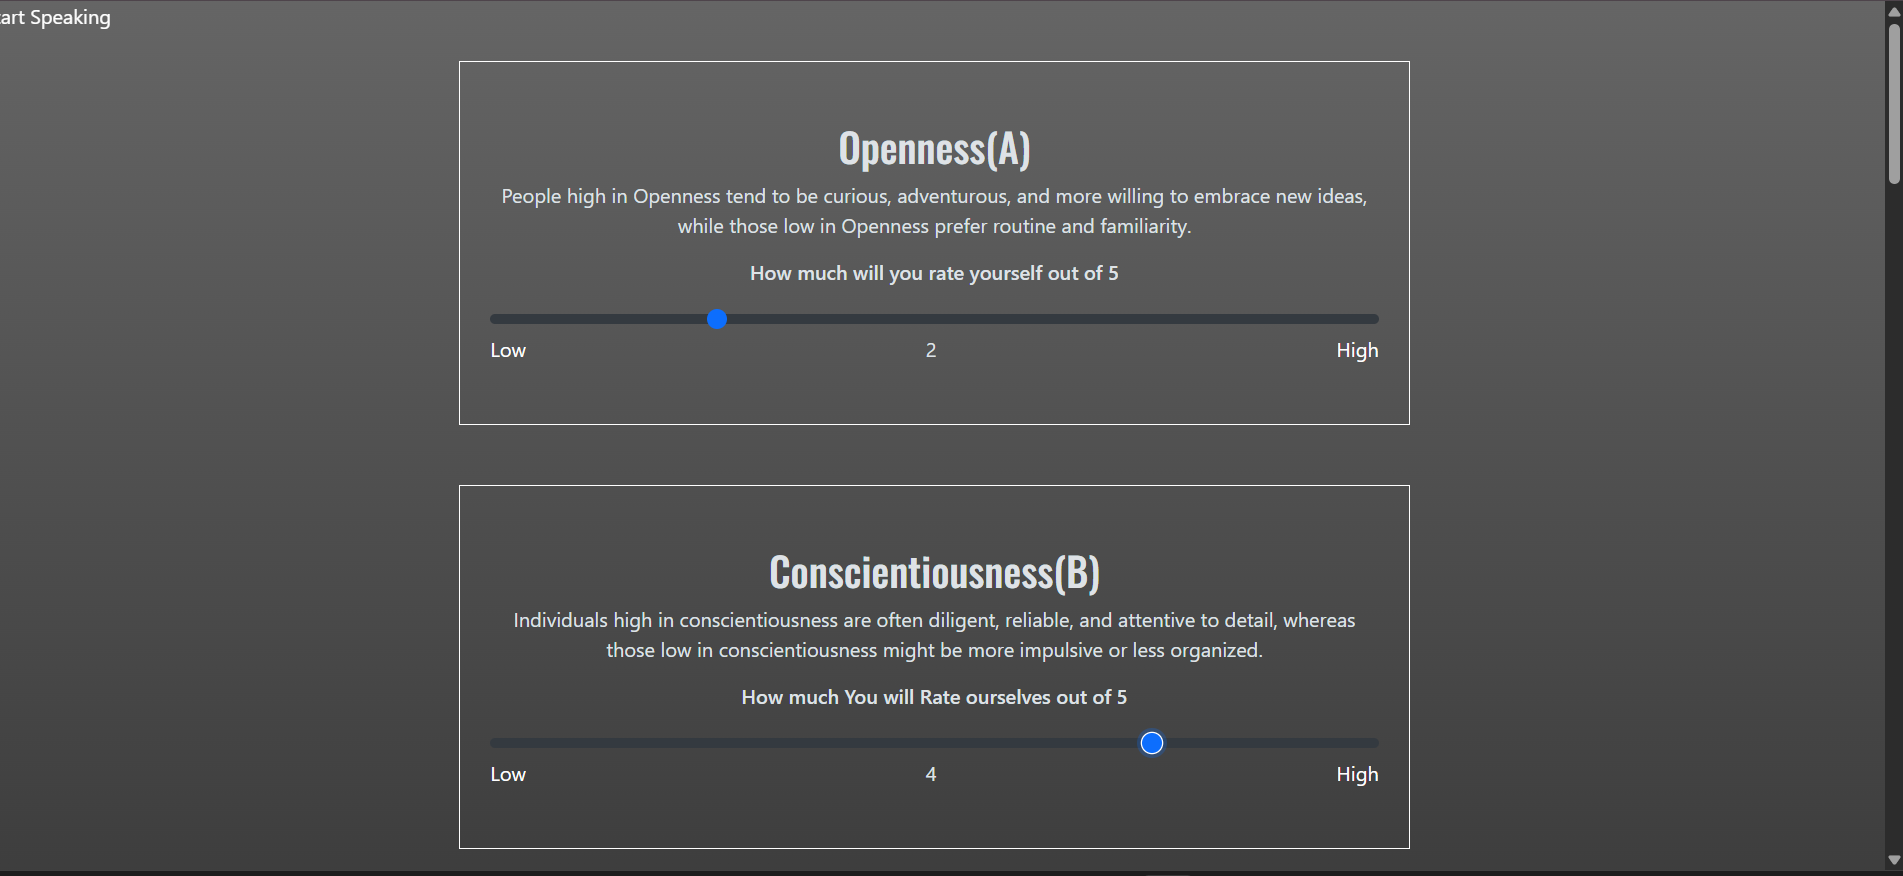 art Speaking
Openness(A)
People high in Openness tend to be curious, adventurous, and more willing to embrace new ideas,
while those low in Openness prefer routine and familiarity.
How much will you rate yourself out of 5
Low 2 High
Conscientiousness(B)
Individuals high in conscientiousness are often diligent, reliable, and attentive to detail, whereas
those low in conscientiousness might be more impulsive or less organized.
How much You will Rate ourselves out of 5
Low 4 High